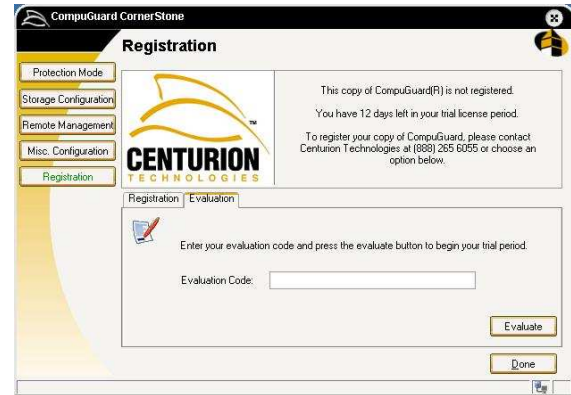 CompuGuard CornerStone
Registration
Protection Mode
Storage Configuration
Remote Management
Misc. Configuration
Registration
CENTURION
TECHNOLOGIES
TM
This copy of CompuGuard(R) is not registered.
You have 12 days left in your trial license period.
To register your copy of CompuGuard, please contact
Centurion Technologies at (888) 265 6055 or choose an
option below.
Registration
Evaluation
Enter your evaluation code and press the evaluate button to begin your trial period.
Evaluation Code:
Evaluate
Done